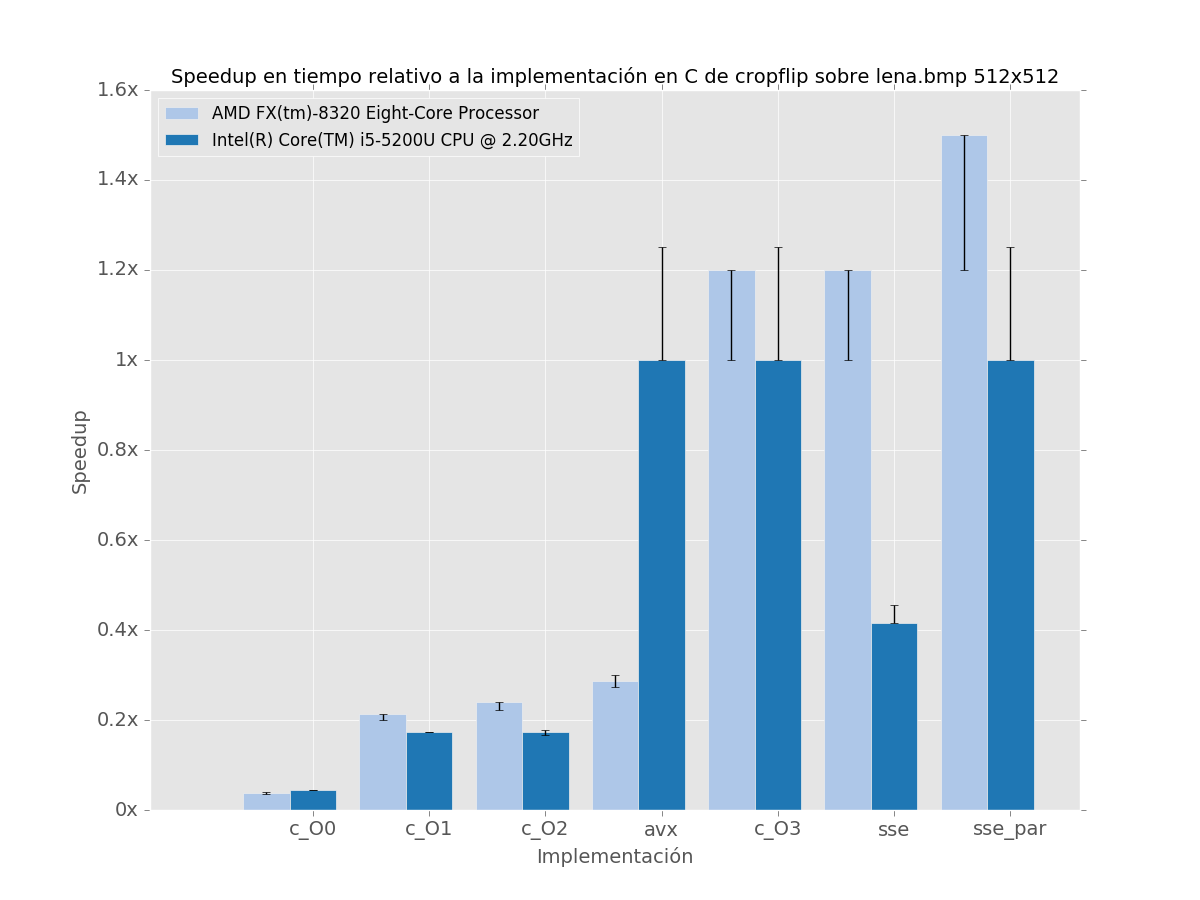 Speedup en tiempo relativo a la implementación en C de cropflip sobre lena.bmp 512x512
AMD FX(tm)-8320 Eight-Core Processor
Intel(R) Core(TM) i5-5200U CPU @ 2.20GHz
1.6x
1.4x
1.2x
1x
0.8x
0.6x
0.4x
0.2x
0x
Speedup
c_O0 c_O1 c_O2 avx c_O3 sse sse_par
Implementación